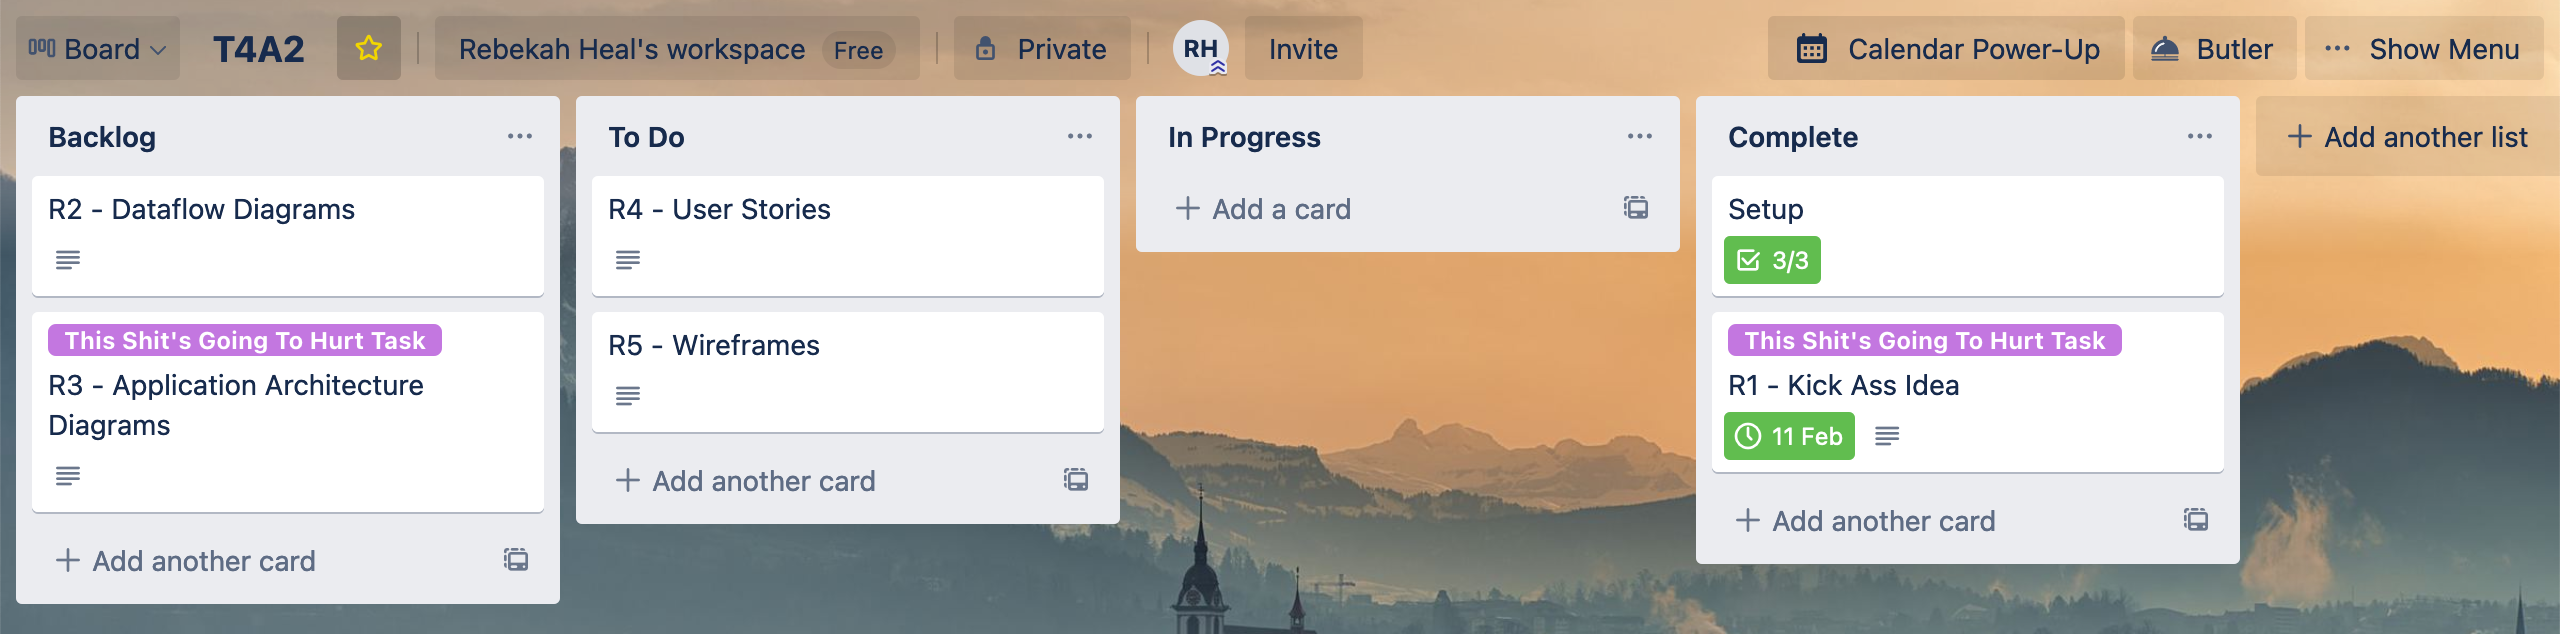 Board
T4A2
Rebekah Heal's workspace Free
Private
RH
Invite
Calendar Power-Up
Butler
Show Menu
Backlog
R2 - Dataflow Diagrams
This Shit's Going To Hurt Task
R3 - Application Architecture
Diagrams
Add another card
To Do
R4 - User Stories
R5 - Wireframes
Add another card
In Progress
Add a card
Complete
Setup
3/3
This Shit's Going To Hurt Task
R1 - Kick Ass Idea
11 Feb
Add another card
Add another list